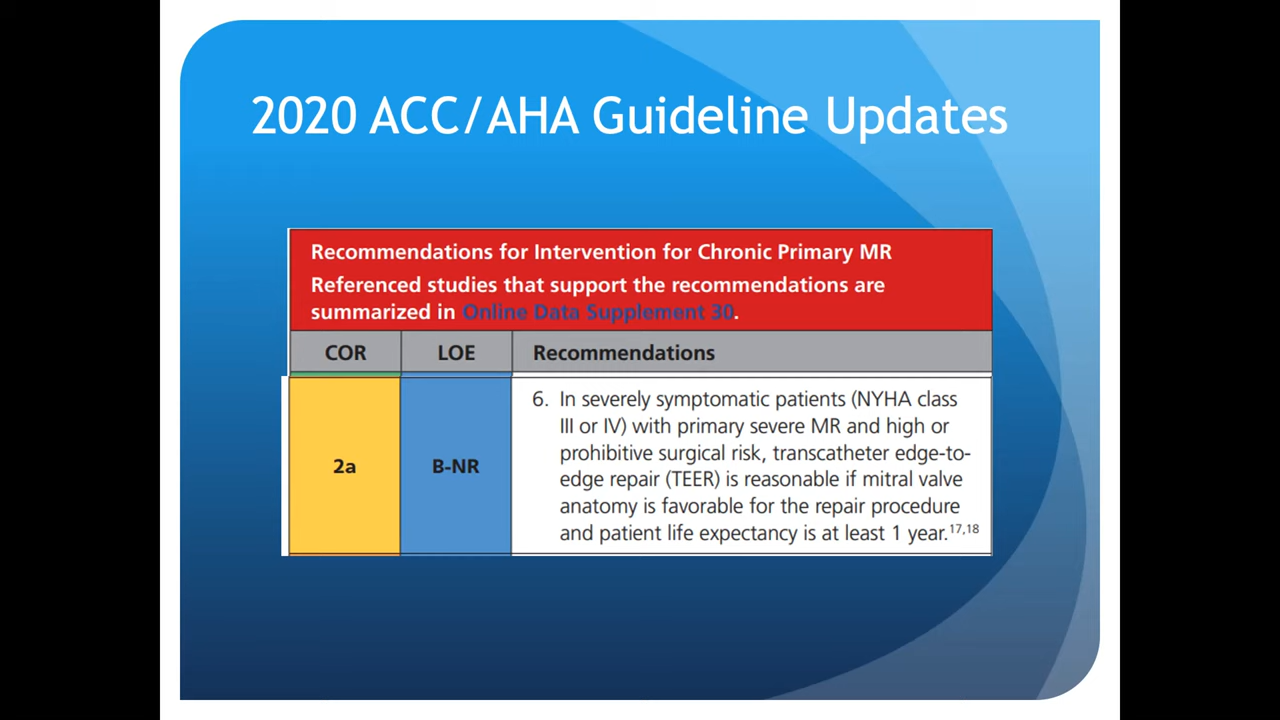 2020 ACC/AHA Guideline Updates
Recommendations for Intervention for Chronic Primary MR
Referenced studies that support the recommendations are
summarized in Online Data Supplement 30.
COR LOE Recommendations
2a B-NR
6. In severely symptomatic patients (NYHA class
III or IV) with primary severe MR and high or
prohibitive surgical risk, transcatheter edge-to-
edge repair (TEER) is reasonable if mitral valve
anatomy is favorable for the repair procedure
and patient life expectancy is at least 1 year.17,18